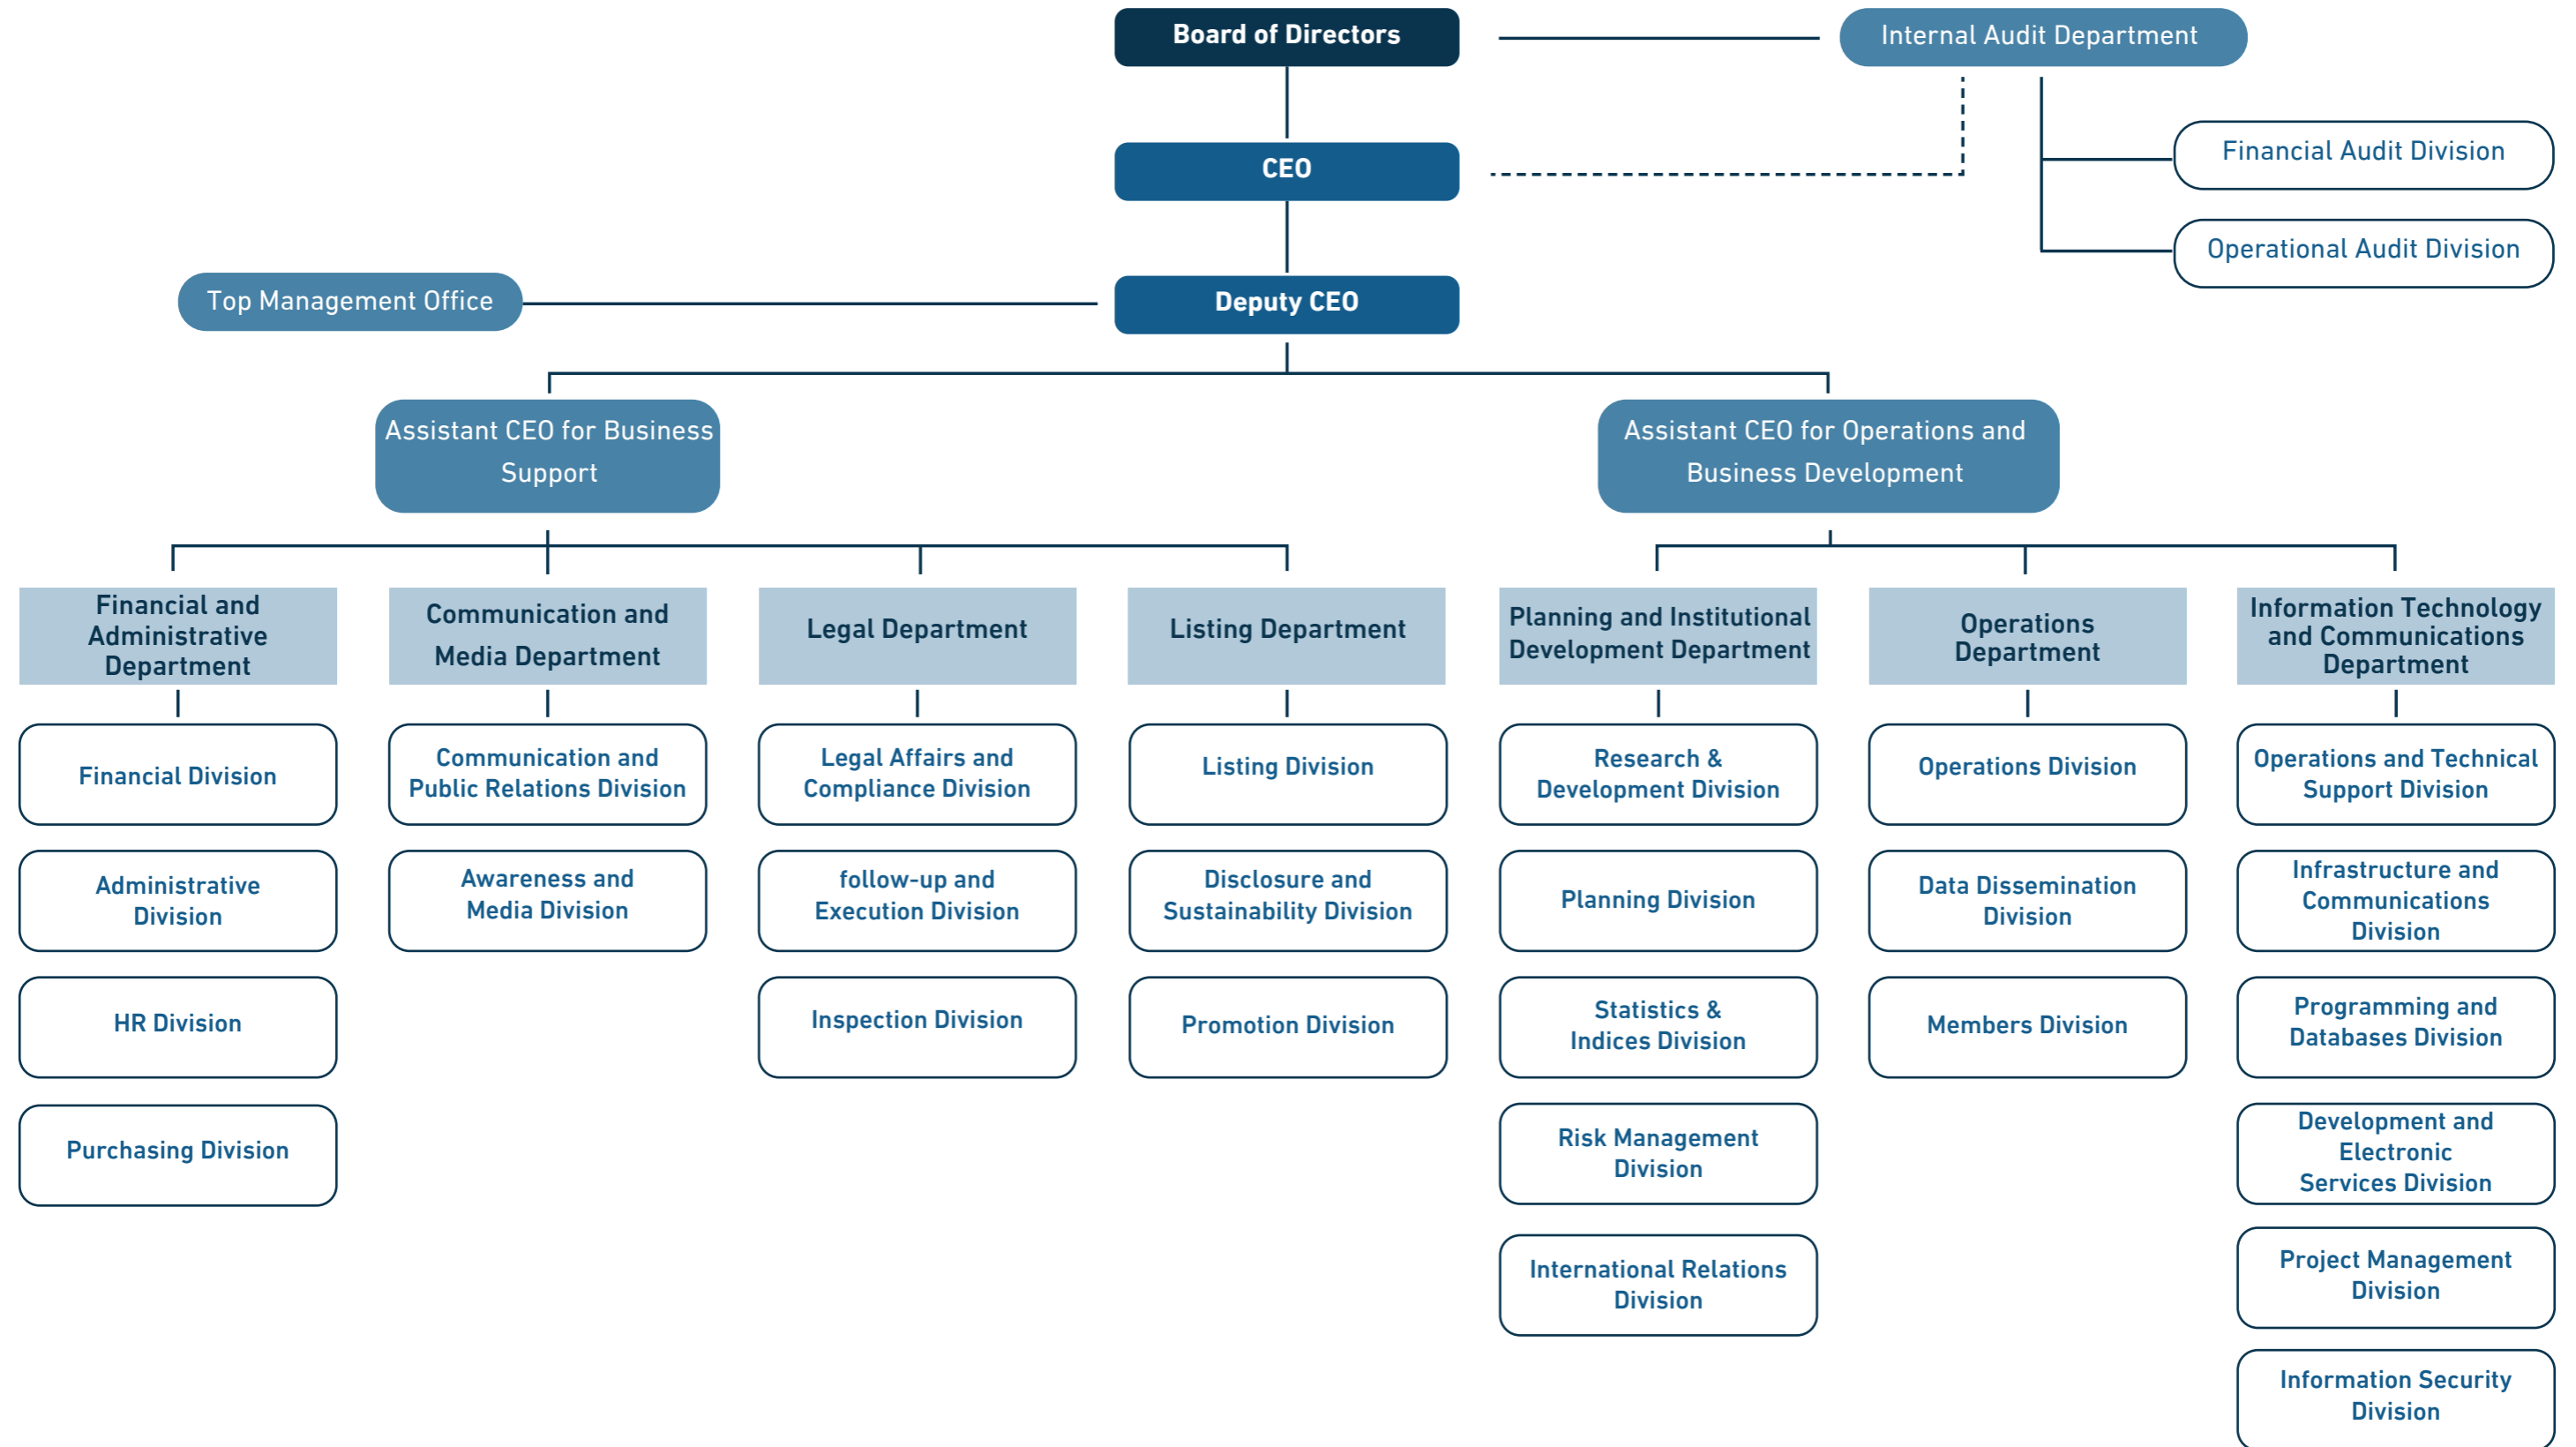 Board of Directors
Internal Audit Department
CEO
Financial Audit Division
Operational Audit Division
Top Management Office
Deputy CEO
Assistant CEO for Business
Support
Assistant CEO for Operations and
Business Development
Financial and
Administrative
Department
Communication and
Media Department
Legal Department
Listing Department
Planning and Institutional
Development Department
Operations
Department
Information Technology
and Communications
Department
Financial Division
Communication and
Public Relations Division
Legal Affairs and
Compliance Division
Listing Division
Research &
Development Division
Operations Division
Operations and Technical
Support Division
Administrative
Division
Awareness and
Media Division
follow-up and
Execution Division
Disclosure and
Sustainability Division
Planning Division
Data Dissemination
Division
Infrastructure and
Communications
Division
HR Division
Inspection Division
Promotion Division
Statistics &
Indices Division
Members Division
Programming and
Databases Division
Purchasing Division
Risk Management
Division
Development and
Electronic
Services Division
International Relations
Division
Project Management
Division
Information Security
Division